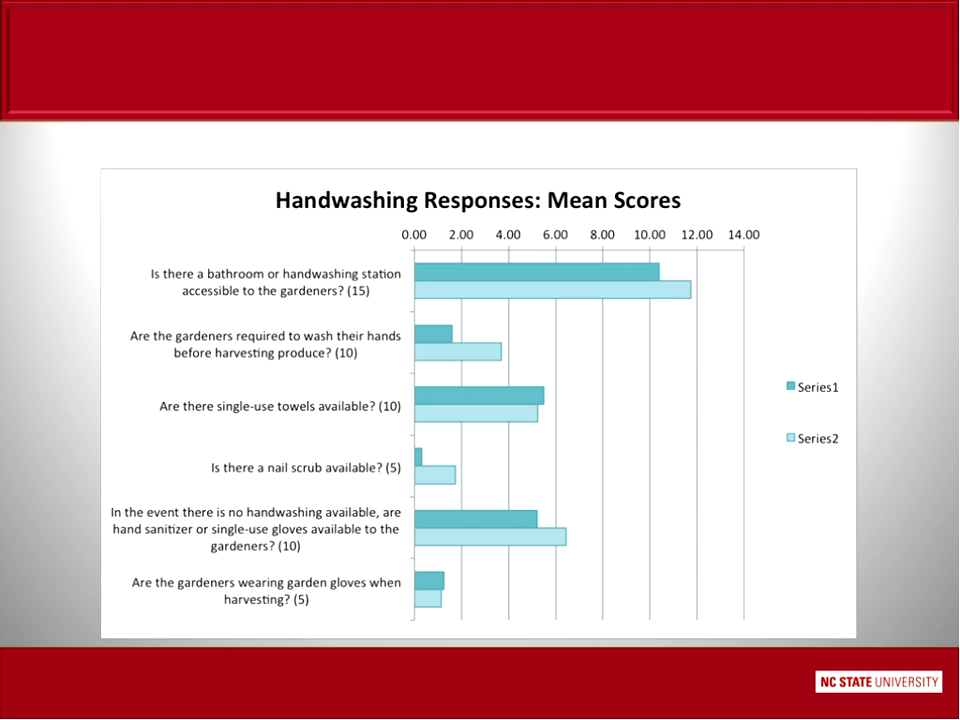 Handwashing Responses: Mean Scores
0.00 2.00 4.00 6.00 8.00 10.00 12.00 14.00
Is there a bathroom or handwashing station
accessible to the gardeners? (15)
Are the gardeners required to wash their hands
before harvesting produce? (10)
Are there single-use towels available? (10)
Is there a nail scrub available? (5)
In the event there is no handwashing available, are
hand sanitizer or single-use gloves available to the
gardeners? (10)
Are the gardeners wearing garden gloves when
harvesting? (5)
Series1
Series2
NC STATE UNIVERSITY